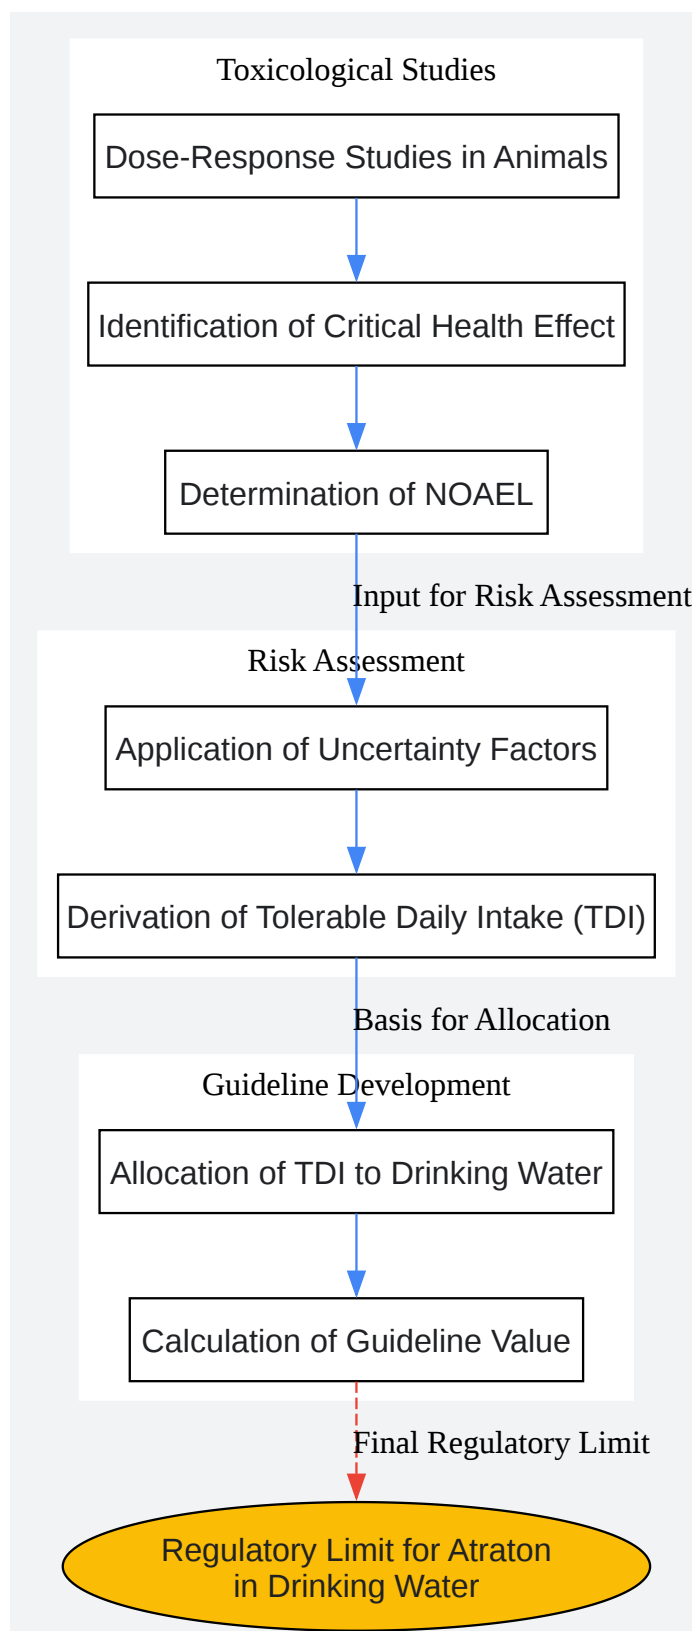 Toxicological Studies
Dose-Response Studies in Animals
Identification of Critical Health Effect
Determination of NOAEL
Input for Risk Assessment
Risk Assessment
Application of Uncertainty Factors
Derivation of Tolerable Daily Intake (TDI)
Basis for Allocation
Guideline Development
Allocation of TDI to Drinking Water
Calculation of Guideline Value
Final Regulatory Limit
Regulatory Limit for Atraton
in Drinking Water